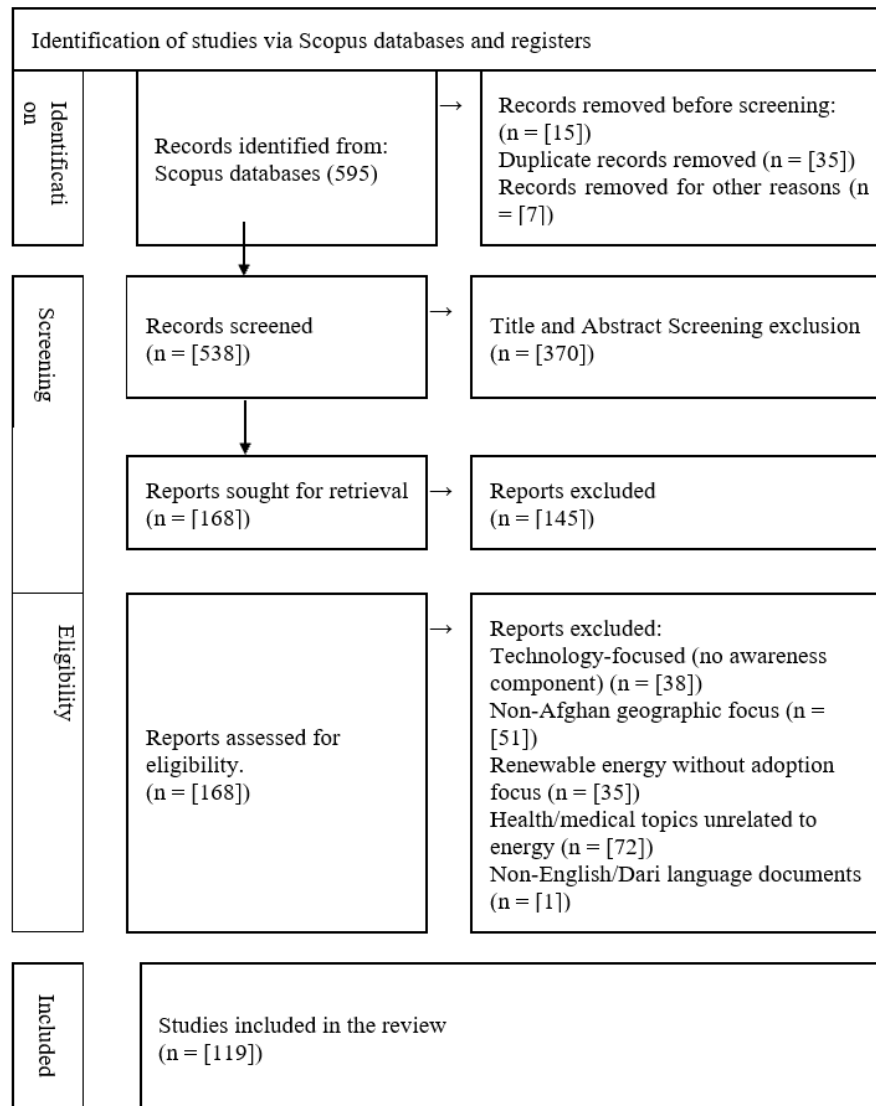 Identification of studies via Scopus databases and registers
Identificati
on
Records identified from:
Scopus databases (595)
→
Records removed before screening:
(n = [15])
Duplicate records removed (n = [35])
Records removed for other reasons (n
= [7])
Screening
Records screened
(n = [538])
→
Title and Abstract Screening exclusion
(n = [370])
Reports sought for retrieval
(n = [168])
→
Reports excluded
(n = [145])
Eligibility
Reports assessed for
eligibility.
(n = [168])
→
Reports excluded:
Technology-focused (no awareness
component) (n = [38])
Non-Afghan geographic focus (n =
[51])
Renewable energy without adoption
focus (n = [35])
Health/medical topics unrelated to
energy (n = [72])
Non-English/Dari language documents
(n = [1])
Included
Studies included in the review
(n = [119])